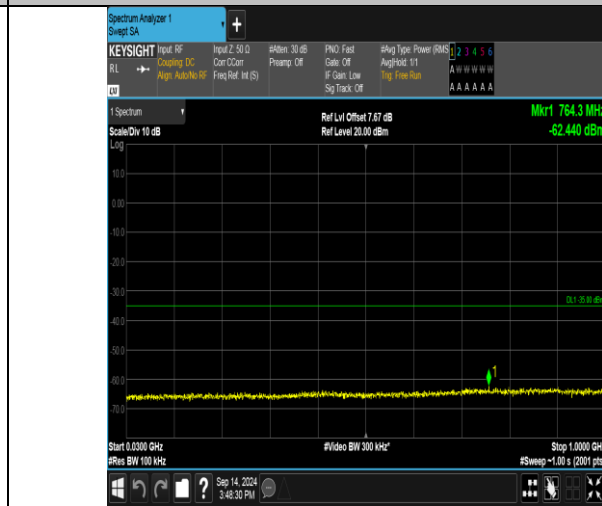 Spectrum Analyzer 1
Swept SA
+
KEYSIGHT Input: RF Input Z: 50 Ω #Atten: 30 dB PNO: Fast #Avg Type: Power (RMS 1 2 3 4 5 6
RL Coupling: DC Corr CCorr Preamp: Off Gate: Off Avg|Hold: 1/1 A W W W W W
Align: Auto/No RF Freq Ref: Int (S) IF Gain: Low Trig: Free Run
Sig Track: Off A A A A A A
1 Spectrum Ref Lvl Offset 7.67 dB Mkr1 764.3 MHz
Scale/Div 10 dB Ref Level 20.00 dBm -62.440 dBm
Log
10.0
0.00
-10.0
-20.0
-30.0
DL1 -35.00 dBm
-40.0
-50.0
-60.0
1
-70.0
Start 0.0300 GHz #Video BW 300 kHz* Stop 1.0000 GH
#Res BW 100 kHz #Sweep ~1.00 s (2001 pts
? Sep 14, 2024
3:48:30 PM